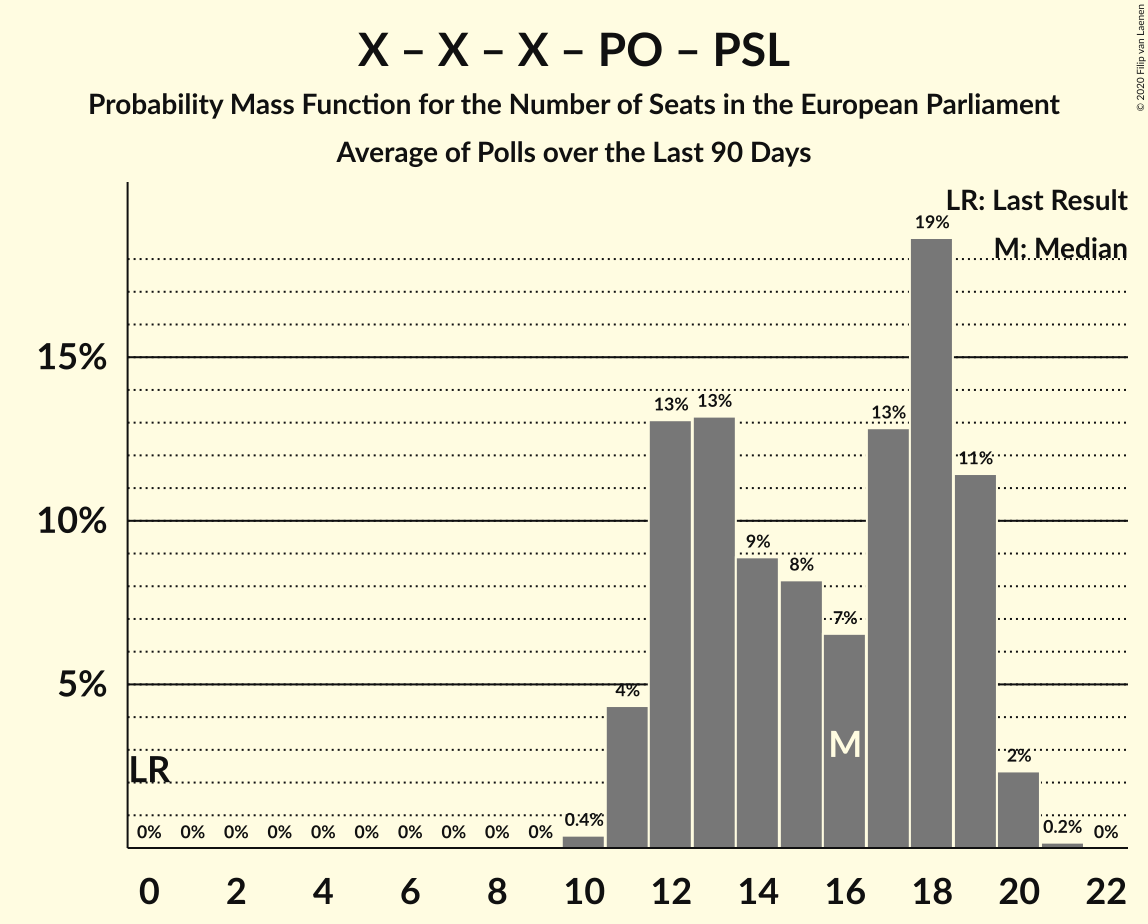 X – X – X – PO – PSL
Probability Mass Function for the Number of Seats in the European Parliament
Average of Polls over the Last 90 Days
© 2020 Filip van Laenen
LR: Last Result
M: Median
15%
10%
5%
LR
M
0% 0% 0% 0% 0% 0% 0% 0% 0% 0% 0.4% 4% 13% 13% 9% 8% 7% 13% 19% 11% 2% 0.2% 0%
0 2 4 6 8 10 12 14 16 18 20 22